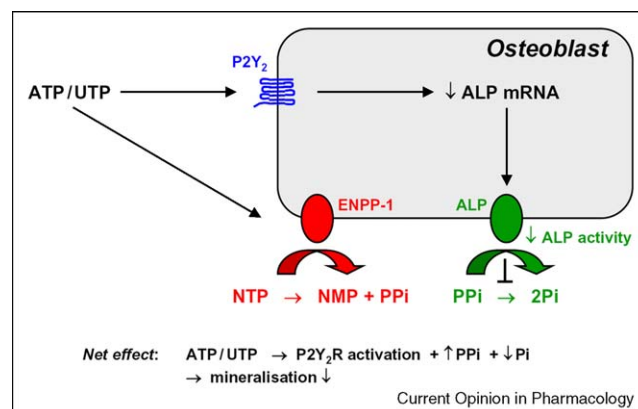 Osteoblast
P2Y₂
ATP/UTP → → ↓ ALP mRNA
ENPP-1 ALP
↓ ALP activity
NTP → NMP + PPi PPi → 2Pi
Net effect: ATP/UTP → P2Y₂R activation + ↑PPi + ↓Pi
→ mineralisation ↓
Current Opinion in Pharmacology